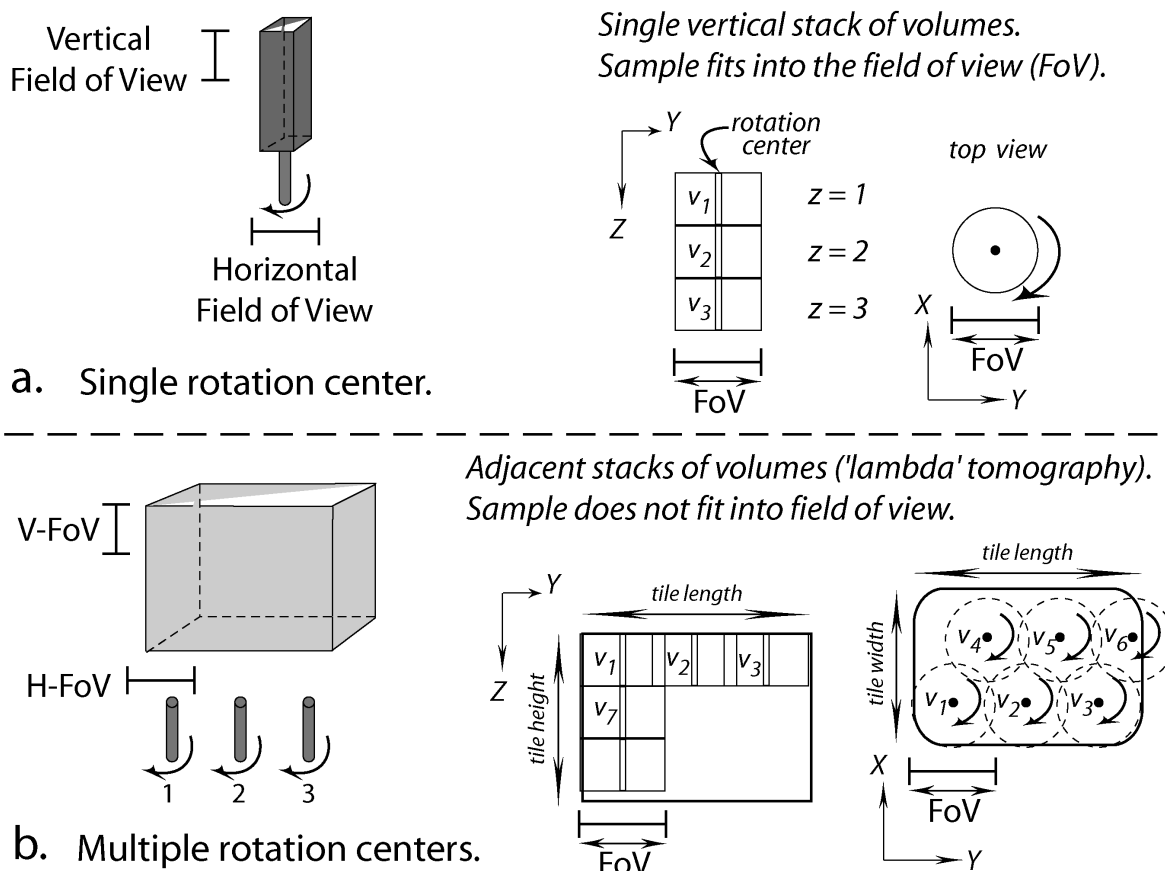 Vertical
Field of View
Horizontal
Field of View
a. Single rotation center.
Single vertical stack of volumes.
Sample fits into the field of view (FoV).
Y
Z
rotation
center
v1
v2
v3
z = 1
z = 2
z = 3
FoV
top view
X
FoV
Y
V-FoV
H-FoV
1 2 3
b. Multiple rotation centers.
Adjacent stacks of volumes ('lambda' tomography).
Sample does not fit into field of view.
Y
Z
tile length
tile height
v1 v2 v3
v7
FoV
tile length
tile width
v4 v5 v6
v1 v2 v3
X
FoV
Y